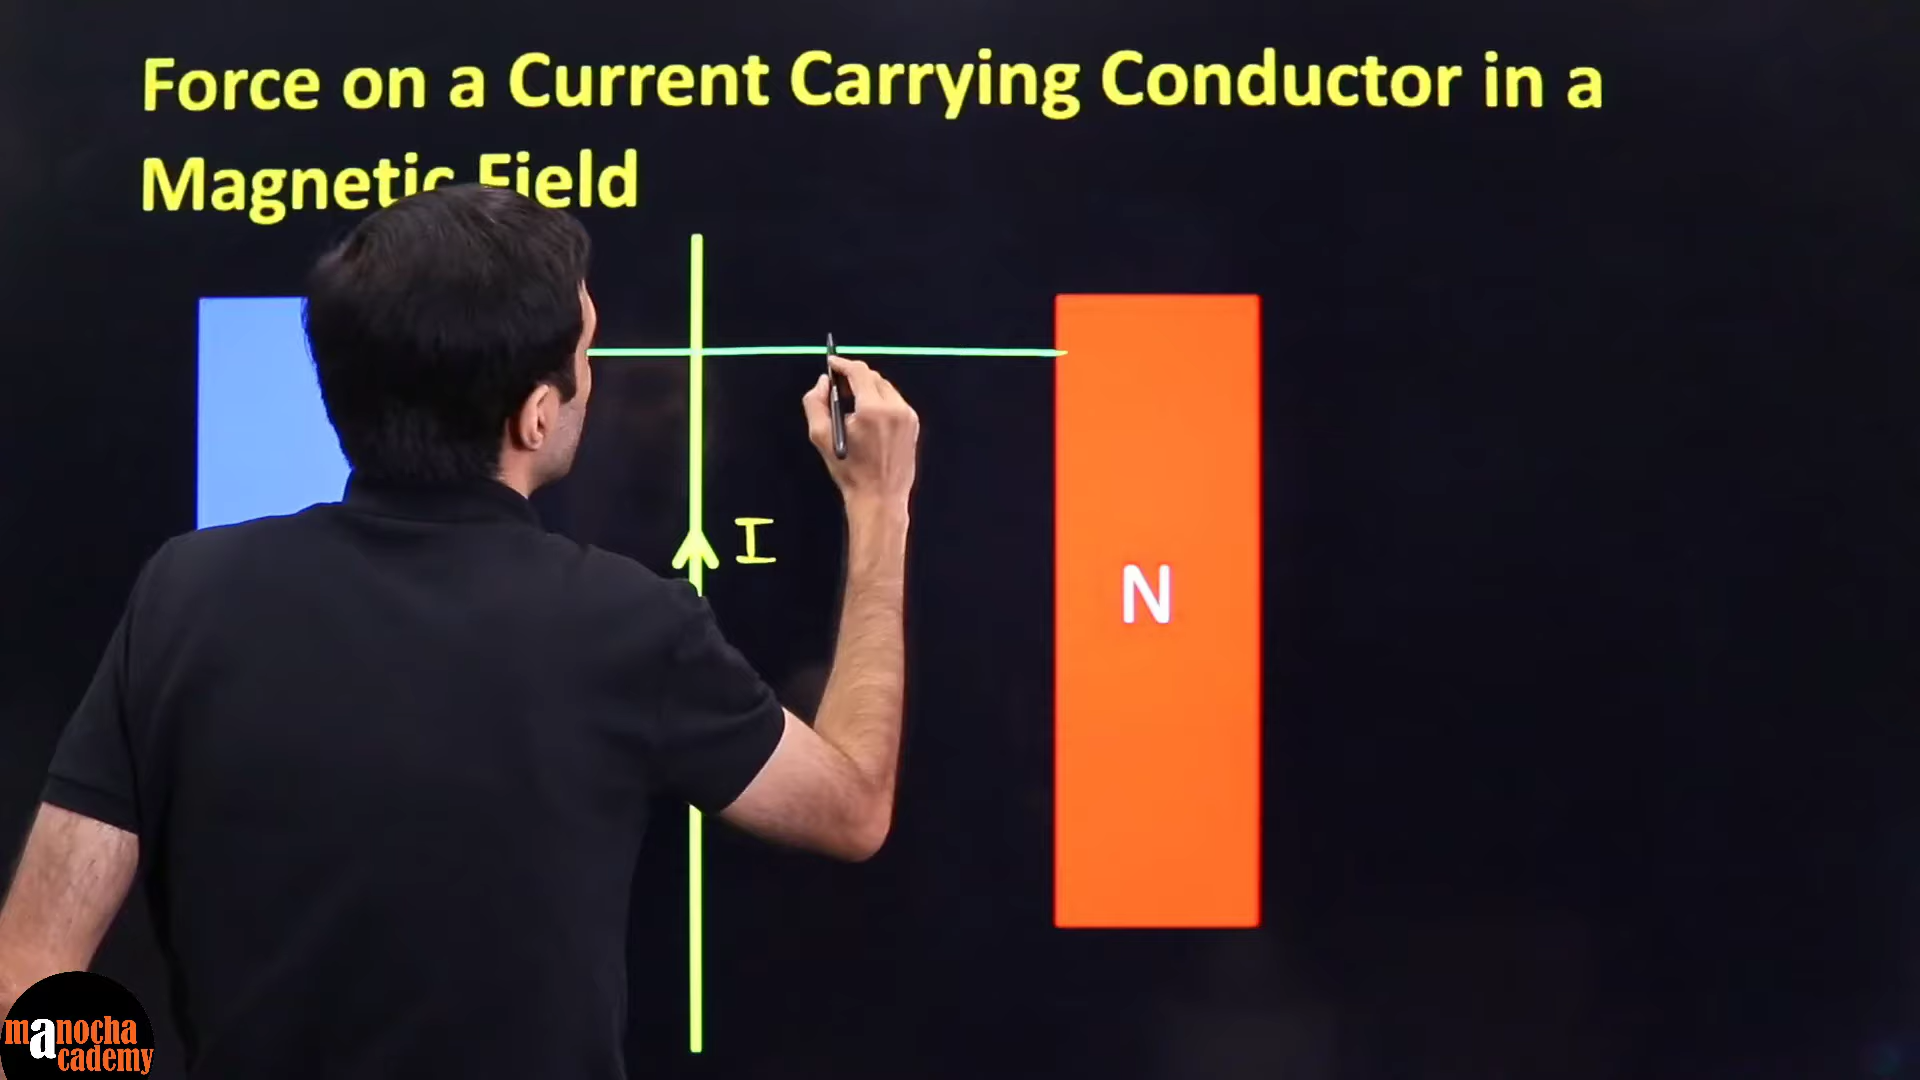 Force on a Current Carrying Conductor in a
Magnetic Field
I
N
manocha
academy